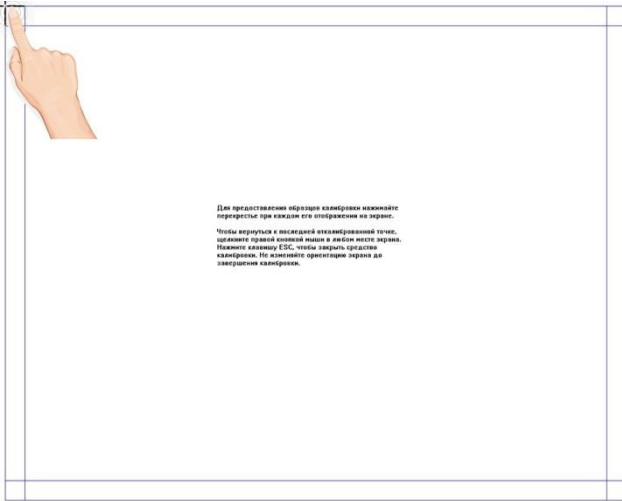 Для предоставления образцов калибровки нажимайте
перекрестье при каждом его отображении на экране.
Чтобы вернуться к последней откалиброванной точке,
щелкните правой кнопкой мыши в любом месте экрана.
Нажмите клавишу ESC, чтобы закрыть средство
калибровки. Не изменяйте ориентацию экрана до
завершения калибровки.